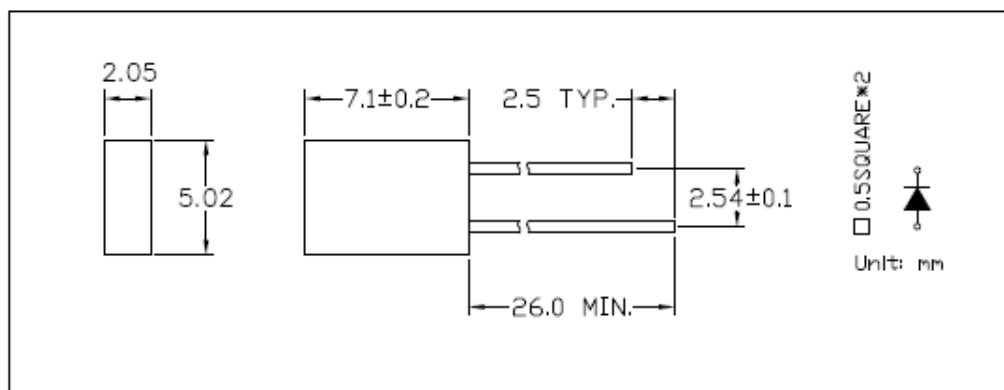 2.05
7.1±0.2
2.5 TYP.
5.02
2.54±0.1
26.0 MIN.
□ 0.5SQUARE*2
Unit: mm